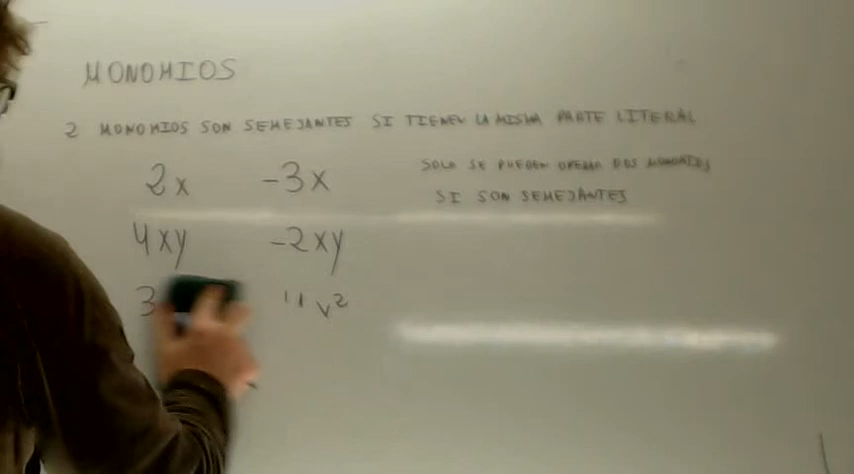 MONOMIOS
2 MONOMIOS SON SEMEJANTES SI TIENEN LA MISMA PARTE LITERAL
2x -3x
SOLO SE PUEDEN OPERAR DOS MONOMIOS
SI SON SEMEJANTES
4xy -2xy
3